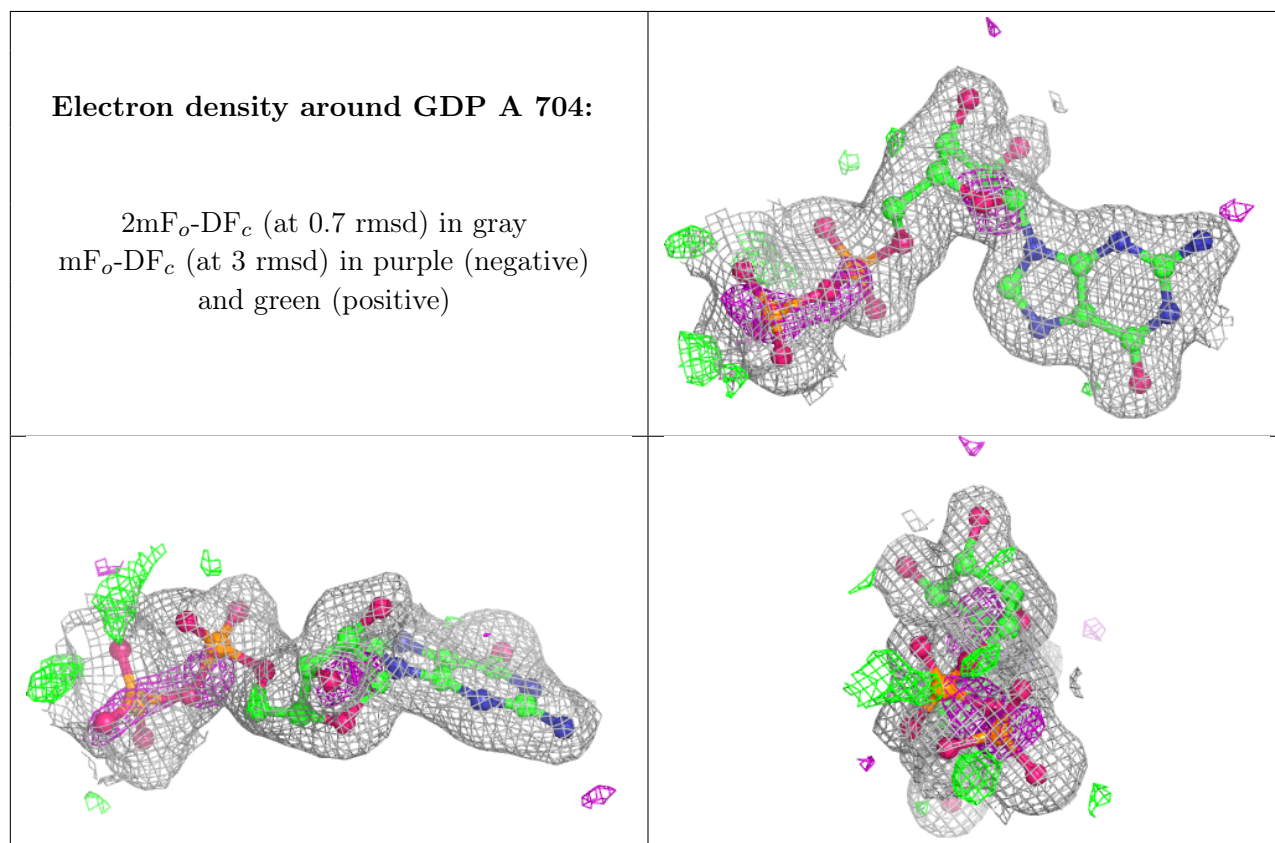 Electron density around GDP A 704:
2mFo-DFc (at 0.7 rmsd) in gray
mFo-DFc (at 3 rmsd) in purple (negative)
and green (positive)